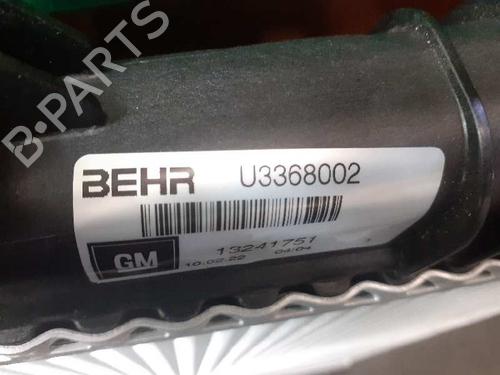 B-PARTS
BEHR U3368002
GM 13241751
10.02.22 04:04